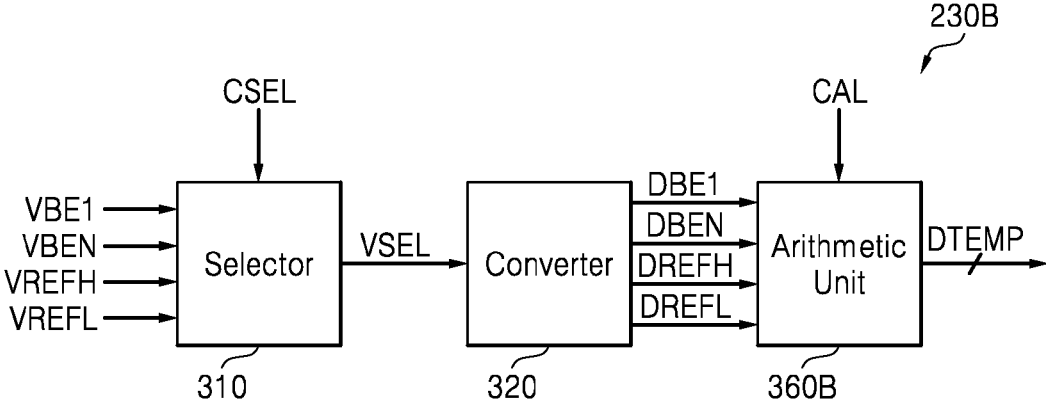 230B
CSEL
CAL
VBE1
VBEN
VREFH
VREFL
Selector
VSEL
Converter
DBE1
DBEN
DREFH
DREFL
Arithmetic
Unit
DTEMP
310
320
360B